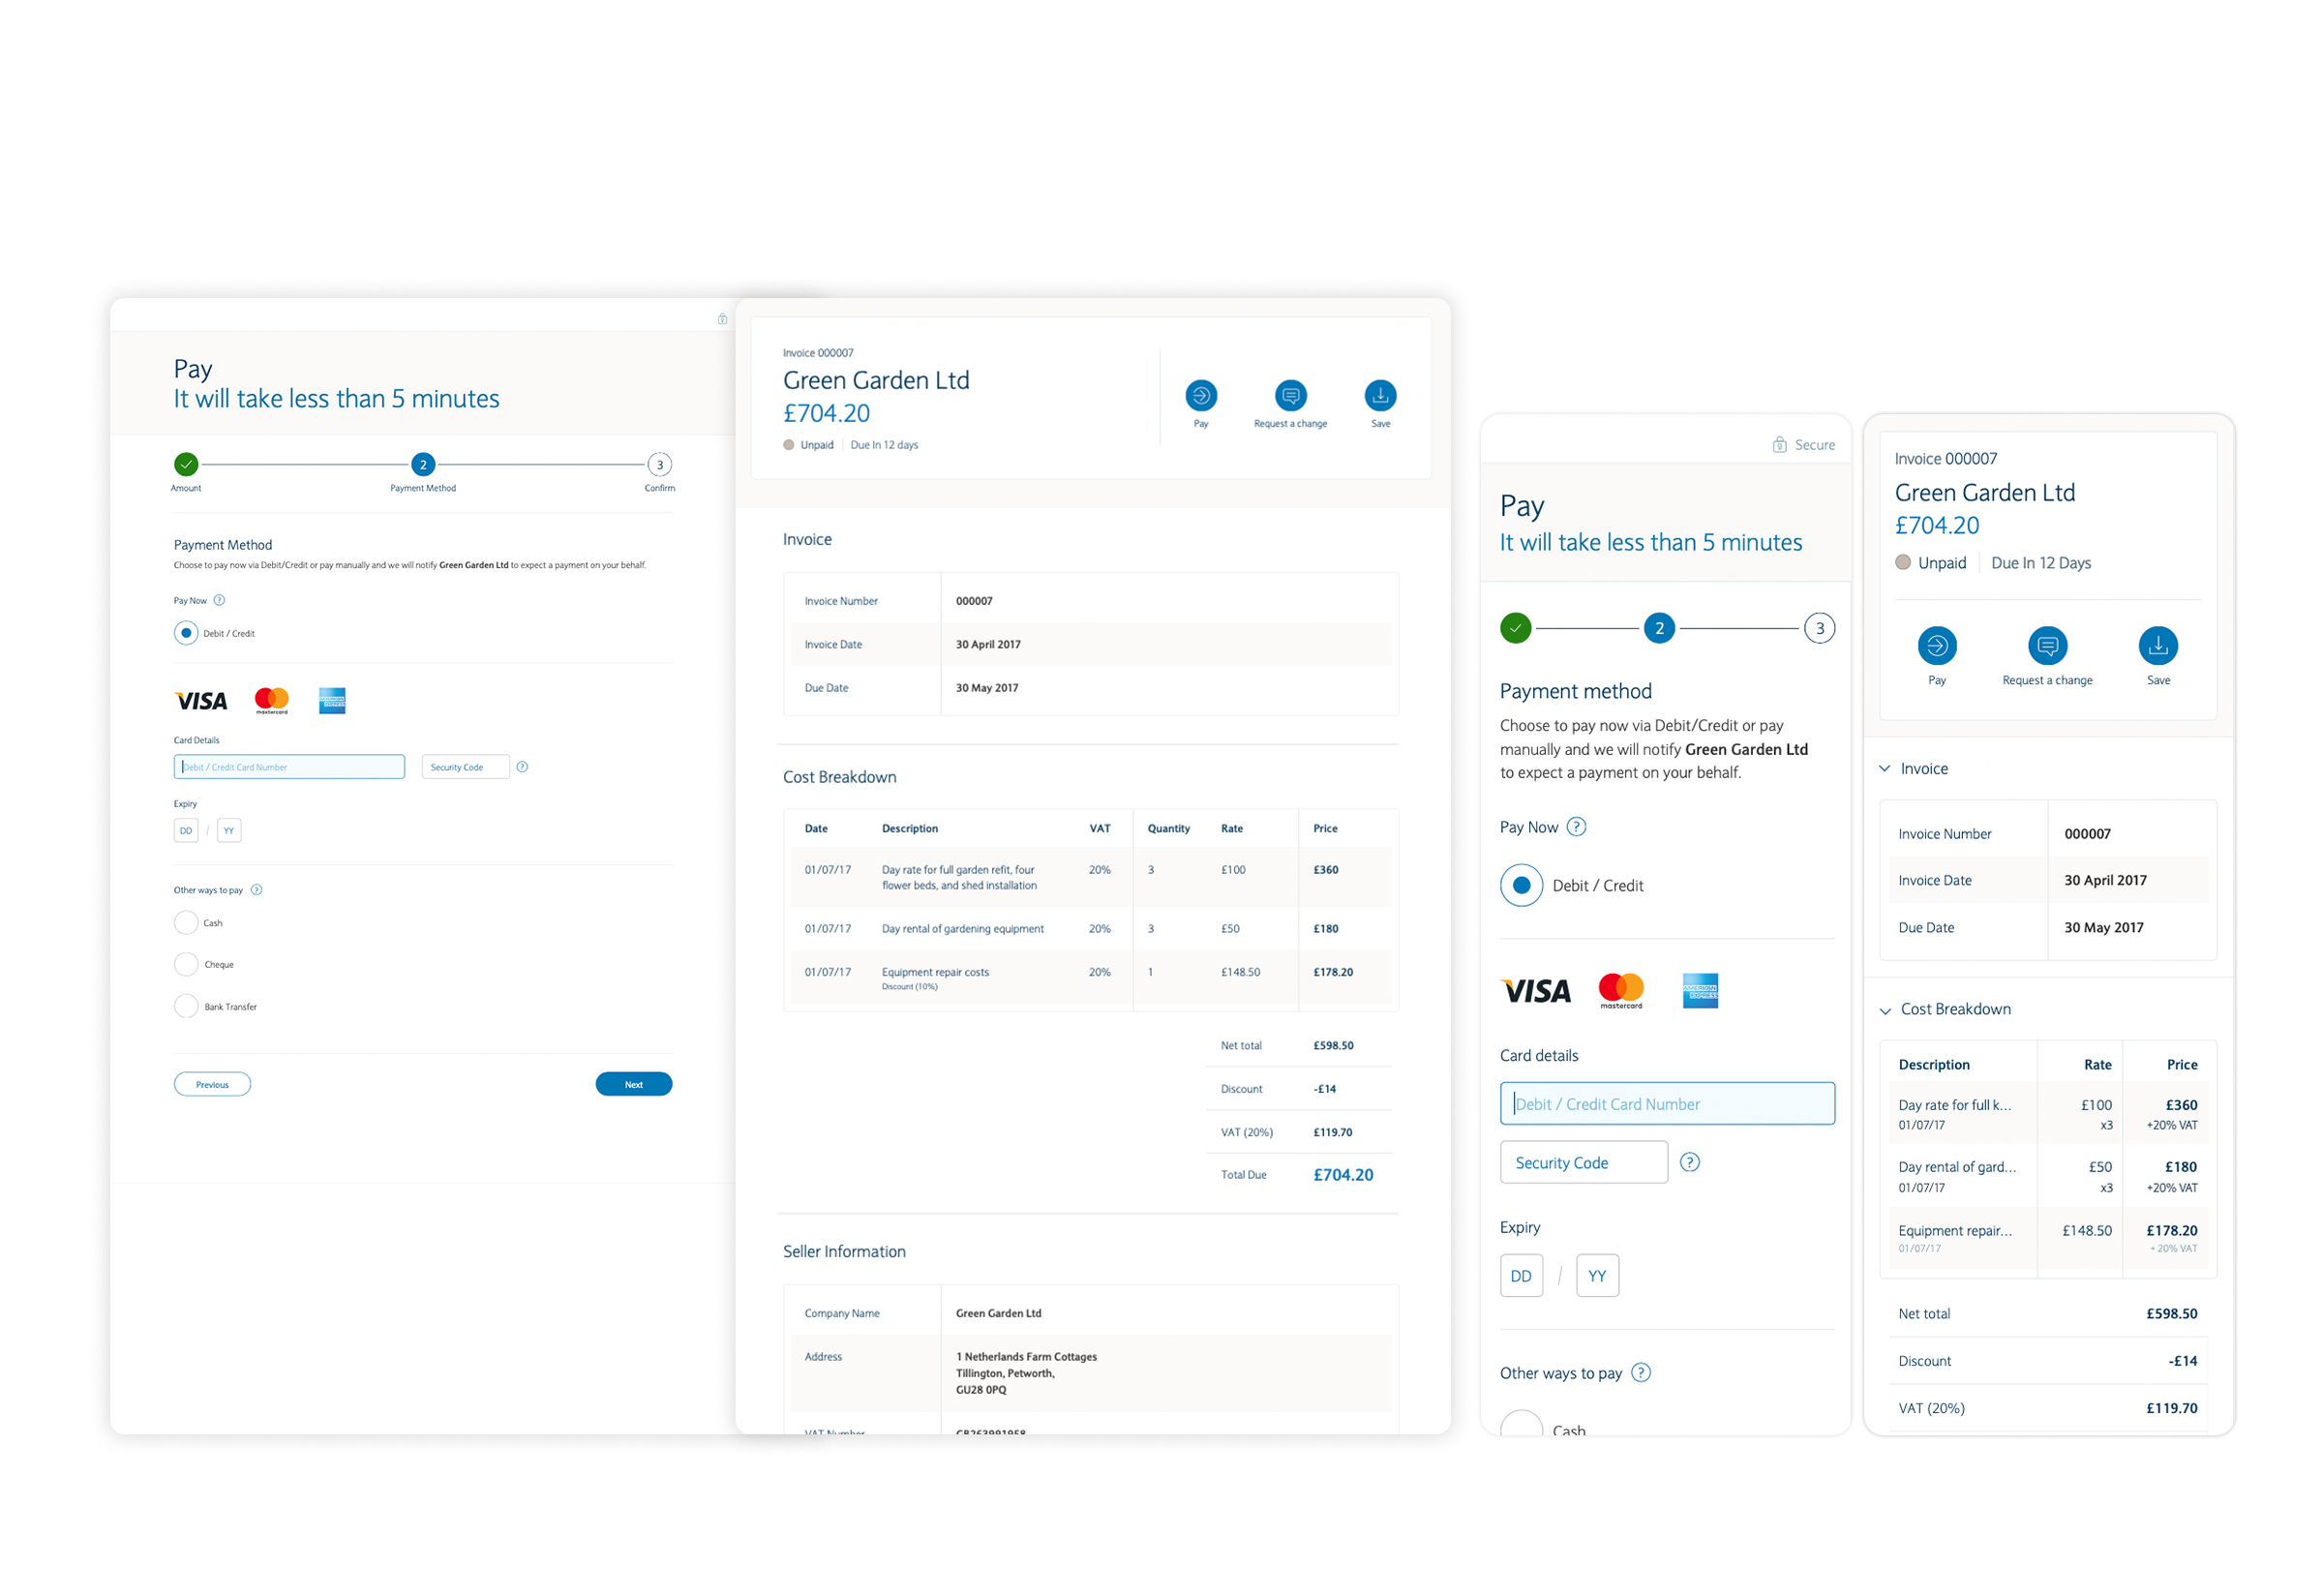 Pay
It will take less than 5 minutes
2
3
Amount
Payment Method
Confirm
Payment Method
Choose to pay now via Debit/Credit or pay manually and we will notify Green Garden Ltd to expect a payment on your behalf.
Pay Now ?
Debit / Credit
VISA
mastercard
AMERICAN EXPRESS
Card Details
Debit / Credit Card Number
Security Code ?
Expiry
DD / YY
Other ways to pay ?
Cash
Cheque
Bank Transfer
Previous
Next
Invoice 000007
Green Garden Ltd
£704.20
Unpaid
Due In 12 days
Pay
Request a change
Save
Invoice
Invoice Number 000007
Invoice Date 30 April 2017
Due Date 30 May 2017
Cost Breakdown
Date Description VAT Quantity Rate Price
01/07/17 Day rate for full garden refit, four 20% 3 £100 £360
flower beds, and shed installation
01/07/17 Day rental of gardening equipment 20% 3 £50 £180
01/07/17 Equipment repair costs 20% 1 £148.50 £178.20
Discount (10%)
Net total £598.50
Discount -£14
VAT (20%) £119.70
Total Due £704.20
Seller Information
Company Name Green Garden Ltd
Address 1 Netherlands Farm Cottages
Tillington, Petworth,
GU28 0PQ
VAT Number GB263991958
Secure
Pay
It will take less than 5 minutes
2
3
Payment method
Choose to pay now via Debit/Credit or pay
manually and we will notify Green Garden Ltd
to expect a payment on your behalf.
Pay Now ?
Debit / Credit
VISA
mastercard
AMERICAN EXPRESS
Card details
Debit / Credit Card Number
Security Code ?
Expiry
DD / YY
Other ways to pay ?
Cash
Invoice 000007
Green Garden Ltd
£704.20
Unpaid
Due In 12 Days
Pay
Request a change
Save
Invoice
Invoice Number 000007
Invoice Date 30 April 2017
Due Date 30 May 2017
Cost Breakdown
Description Rate Price
Day rate for full k... £100 £360
01/07/17 x3 +20% VAT
Day rental of gard... £50 £180
01/07/17 x3 +20% VAT
Equipment repair... £148.50 £178.20
01/07/17 + 20% VAT
Net total £598.50
Discount -£14
VAT (20%) £119.70